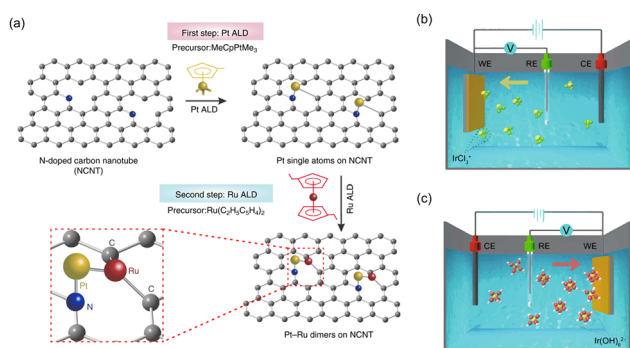 (a)
First step: Pt ALD
Precursor:MeCpPtMe3
Pt ALD
N-doped carbon nanotube
(NCNT)
Pt single atoms on NCNT
Second step: Ru ALD
Precursor:Ru(C2H5C5H4)2
Ru ALD
C
Ru
Pt
C
N
Pt–Ru dimers on NCNT
(b)
V
WE
RE
CE
IrCl3+
(c)
V
CE
RE
WE
Ir(OH)6 2-